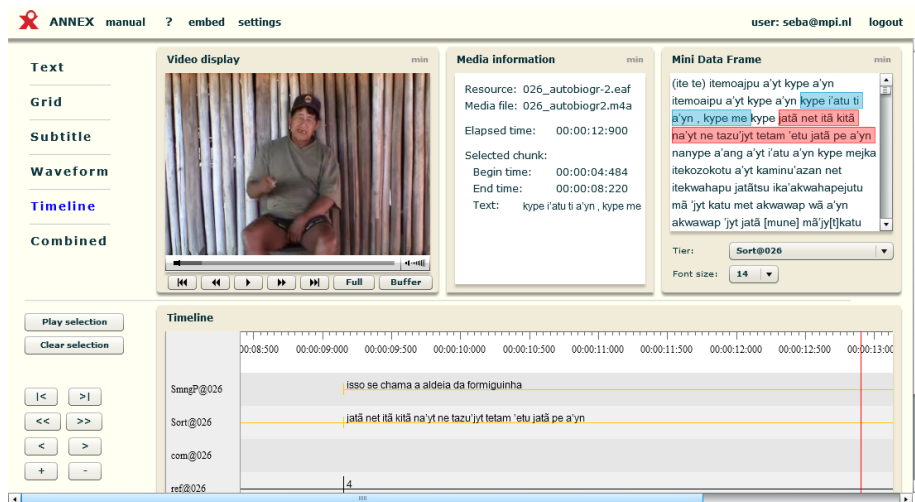 ANNEX manual ? embed settings
user: seba@mpi.nl logout
Text
Grid
Subtitle
Waveform
Timeline
Combined
Video display min
Full Buffer
Media information min
Resource: 026_autobiogr-2.eaf
Media file: 026_autobiogr2.m4a
Elapsed time: 00:00:12:900
Selected chunk:
Begin time: 00:00:04:484
End time: 00:00:08:220
Text: kype i'atu ti a'yn , kype me
Mini Data Frame min
(ite te) itemoajpu a'yt kype a'yn
itemoaipu a'yt kype a'yn kype i'atu ti
a'yn , kype me kype jatã net itã kitã
na'yt ne tazu'jyt tetam 'etu jatã pe a'yn
nanype a'ang a'yt i'atu a'yn kype mejka
itekozokotu a'yt kaminu'azan net
itekwahapu jatãtsu ika'akwahapejutu
mã 'jyt katu met akwawap wã a'yn
akwawap 'jyt jatã [mune] mã'jy[t]katu
Tier: Sort@026
Font size: 14
Play selection
Clear selection
|< >|
<< >>
< >
+ -
Timeline
00:08:500 00:00:09:000 00:00:09:500 00:00:10:000 00:00:10:500 00:00:11:000 00:00:11:500 00:00:12:000 00:00:12:500 00:00:13:00
SmngP@026 isso se chama a aldeia da formiguinha
Sort@026 jatã net itã kitã na'yt ne tazu'jyt tetam 'etu jatã pe a'yn
com@026
ref@026 4